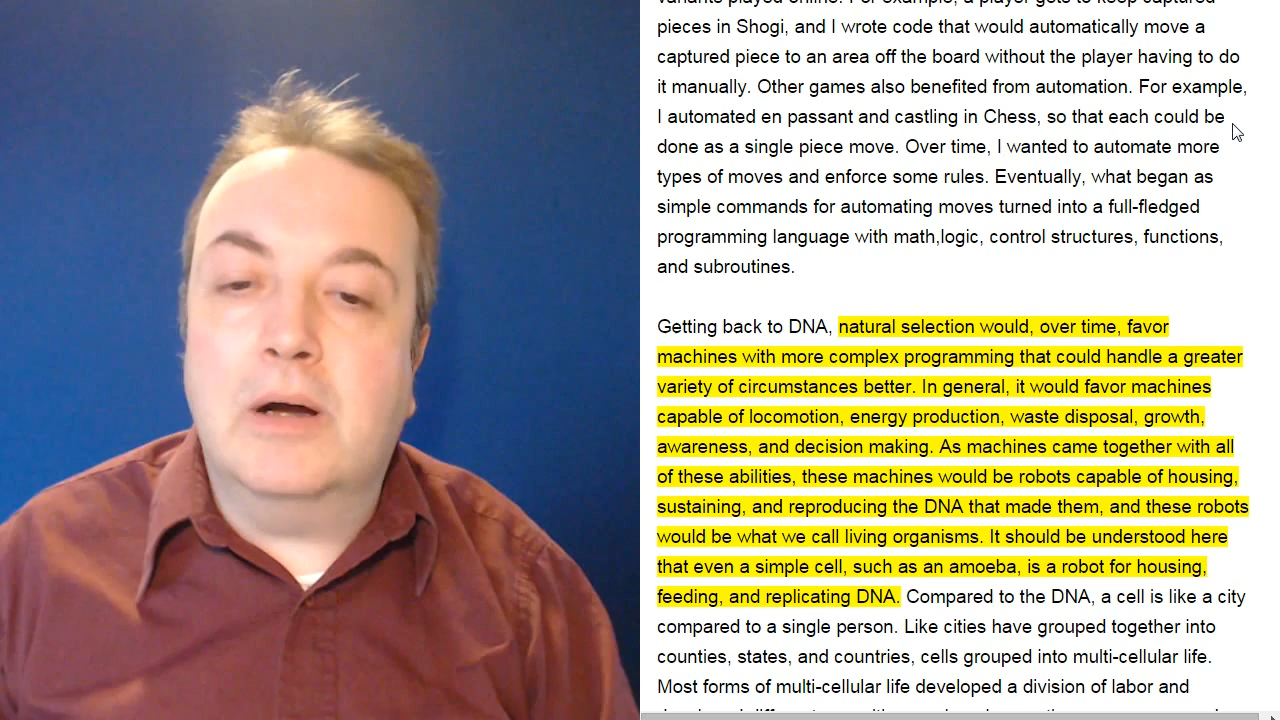 variants played online. For example, a player gets to keep captured
pieces in Shogi, and I wrote code that would automatically move a
captured piece to an area off the board without the player having to do
it manually. Other games also benefited from automation. For example,
I automated en passant and castling in Chess, so that each could be
done as a single piece move. Over time, I wanted to automate more
types of moves and enforce some rules. Eventually, what began as
simple commands for automating moves turned into a full-fledged
programming language with math,logic, control structures, functions,
and subroutines.
Getting back to DNA, natural selection would, over time, favor
machines with more complex programming that could handle a greater
variety of circumstances better. In general, it would favor machines
capable of locomotion, energy production, waste disposal, growth,
awareness, and decision making. As machines came together with all
of these abilities, these machines would be robots capable of housing,
sustaining, and reproducing the DNA that made them, and these robots
would be what we call living organisms. It should be understood here
that even a simple cell, such as an amoeba, is a robot for housing,
feeding, and replicating DNA. Compared to the DNA, a cell is like a city
compared to a single person. Like cities have grouped together into
counties, states, and countries, cells grouped into multi-cellular life.
Most forms of multi-cellular life developed a division of labor and